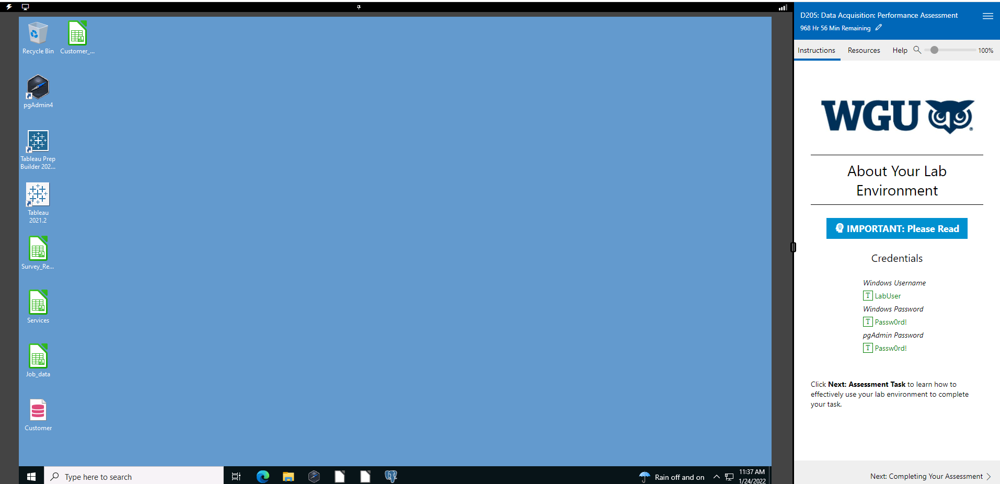 D205: Data Acquisition: Performance Assessment
968 Hr 56 Min Remaining
Instructions
Resources
Help
100%
Recycle Bin
Customer_...
pgAdmin4
Tableau Prep
Builder 202...
Tableau
2021.2
Survey_Re...
Services
Job_data
Customer
WGU
About Your Lab
Environment
IMPORTANT: Please Read
Credentials
Windows Username
T LabUser
Windows Password
T Passw0rd!
pgAdmin Password
T Passw0rd!
Click Next: Assessment Task to learn how to
effectively use your lab environment to complete
your task.
Next: Completing Your Assessment
Type here to search
Rain off and on
11:37 AM
1/24/2022